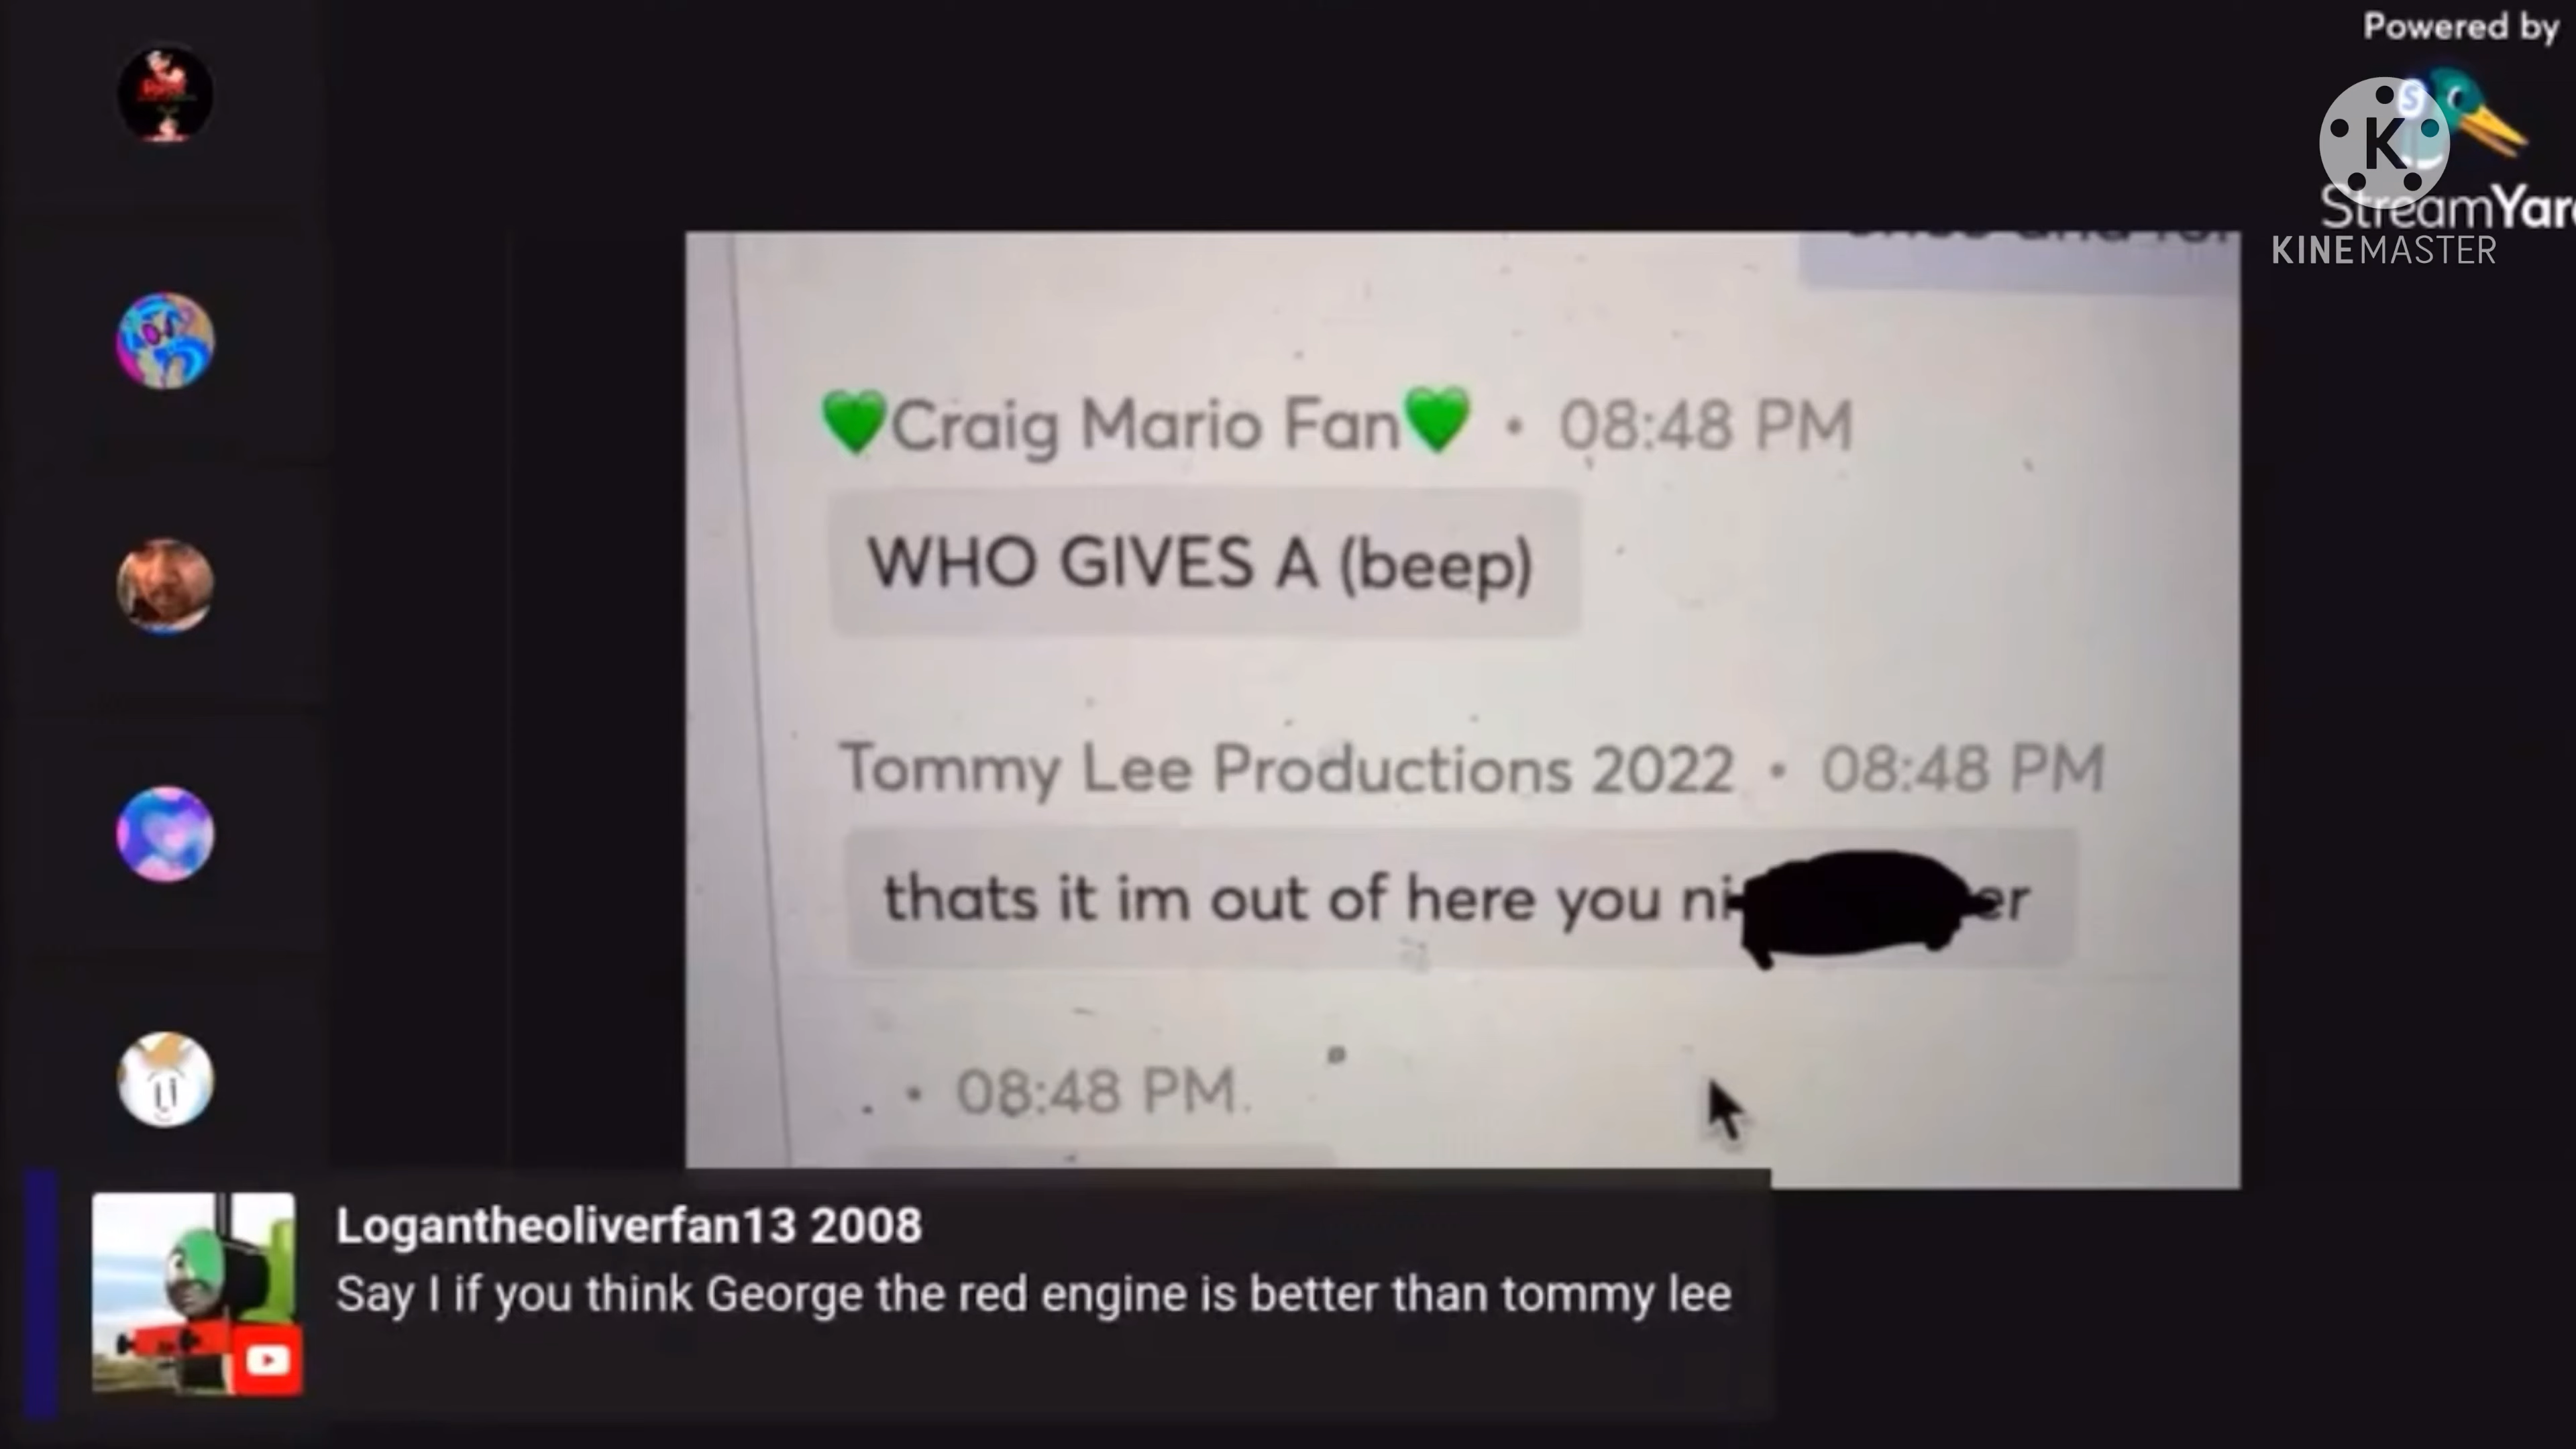 Powered by
S
K
StreamYar
KINEMASTER
💚Craig Mario Fan💚 • 08:48 PM
WHO GIVES A (beep)
Tommy Lee Productions 2022 • 08:48 PM
thats it im out of here you ni er
• 08:48 PM
Logantheoliverfan13 2008
Say I if you think George the red engine is better than tommy lee